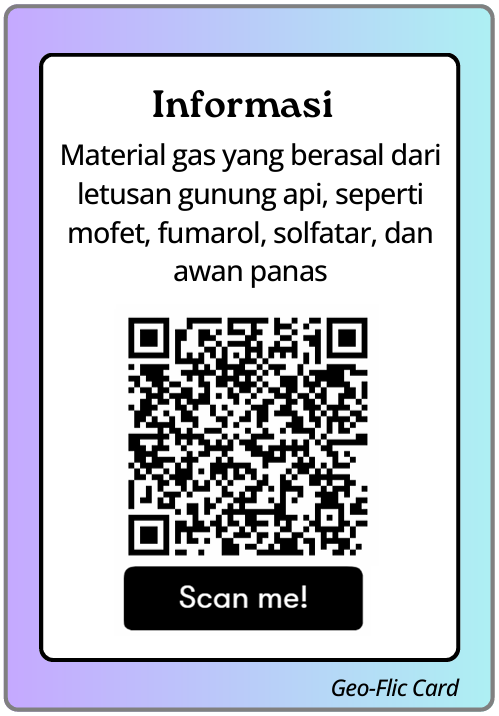 Informasi
Material gas yang berasal dari
letusan gunung api, seperti
mofet, fumarol, solfatar, dan
awan panas
Scan me!
Geo-Flic Card